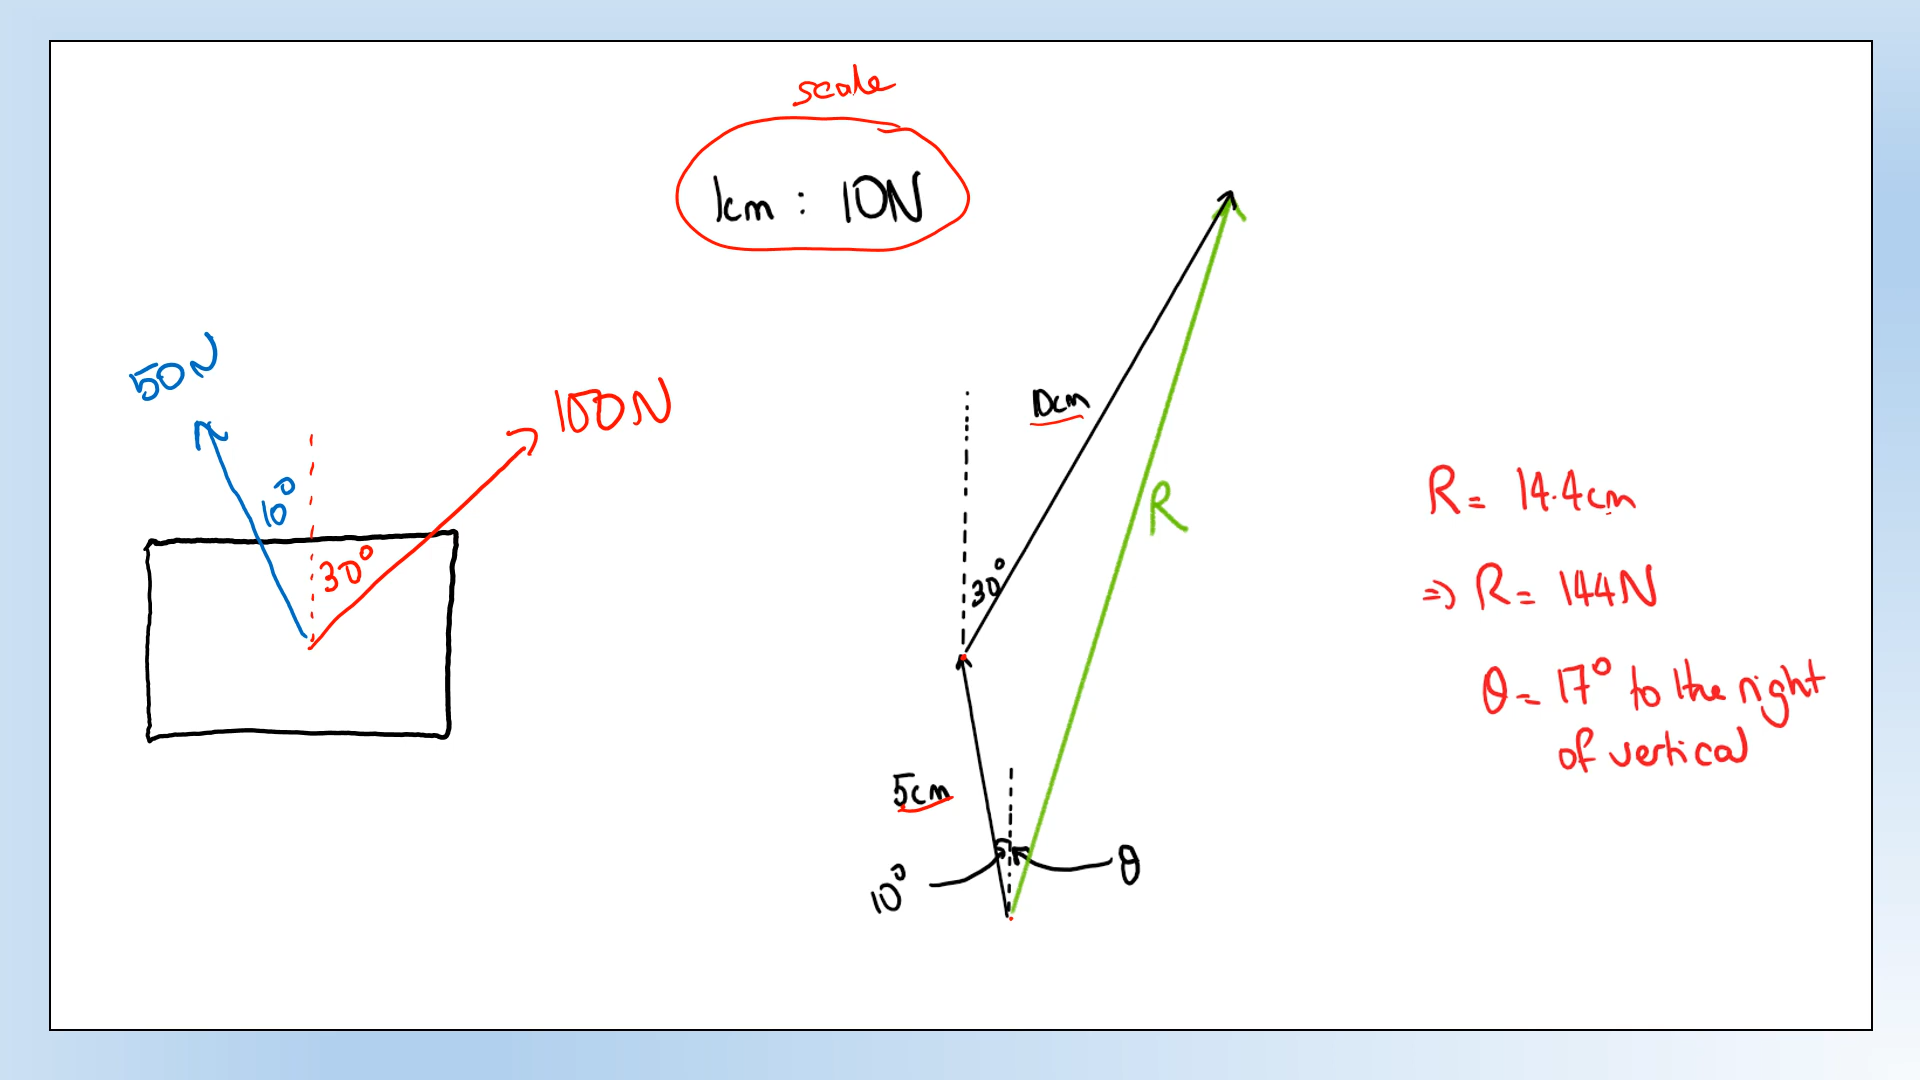 scale
1cm : 10N
50N
100N
10°
30°
10cm
R
30°
5cm
10°
θ
R = 14.4cm
⇒ R = 144N
θ = 17° to the right
of vertical